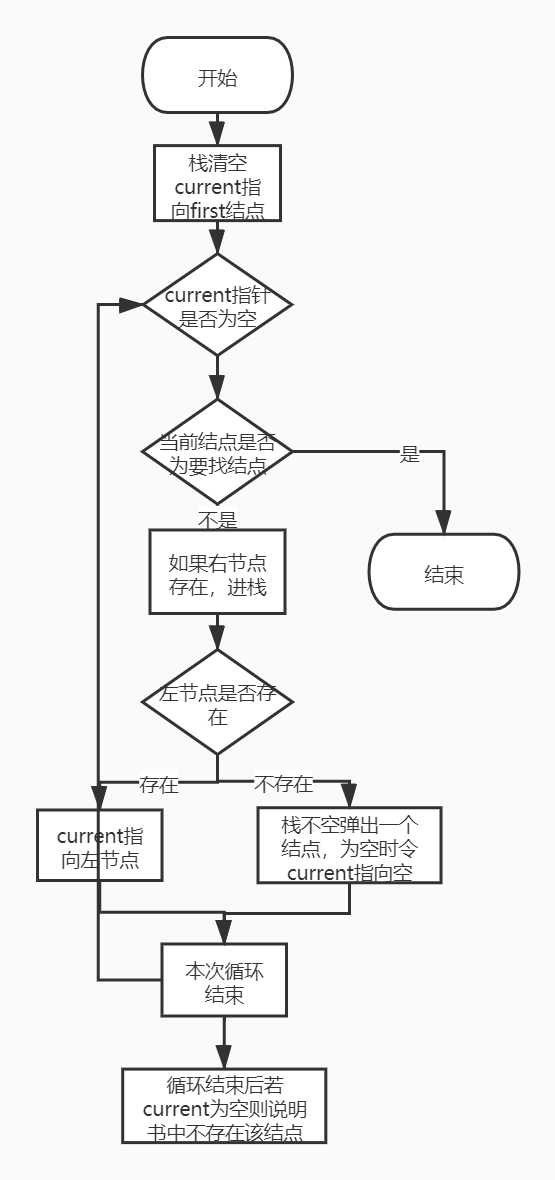 开始
栈清空
current指
向first结点
current指针
是否为空
当前结点是否
为要找结点
是
不是
如果右节点
存在，进栈
结束
左节点是否存
在
存在
不存在
current指
向左节点
栈不空弹出一个
结点，为空时令
current指向空
本次循环
结束
循环结束后若
current为空则说明
书中不存在该结点